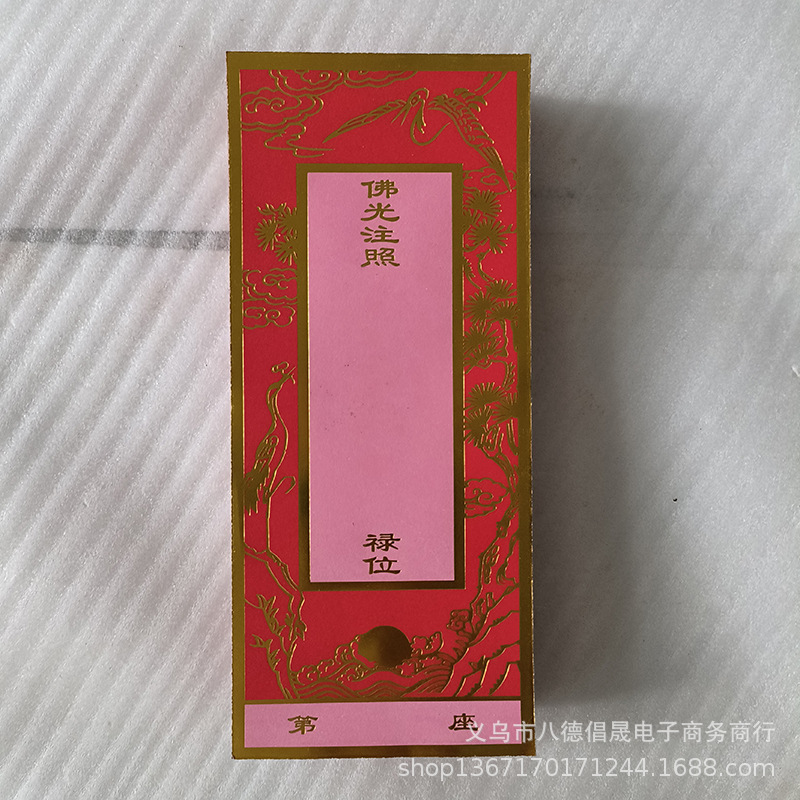 佛光注照
禄位
第 座
义乌市八德倡晟电子商务商行
shop1367170171244.1688.com